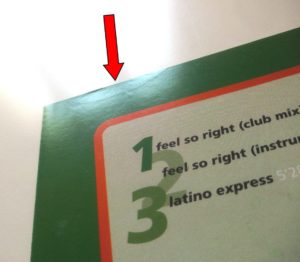 1 feel so right (club mix)
2 feel so right (instru
3 latino express 5'2